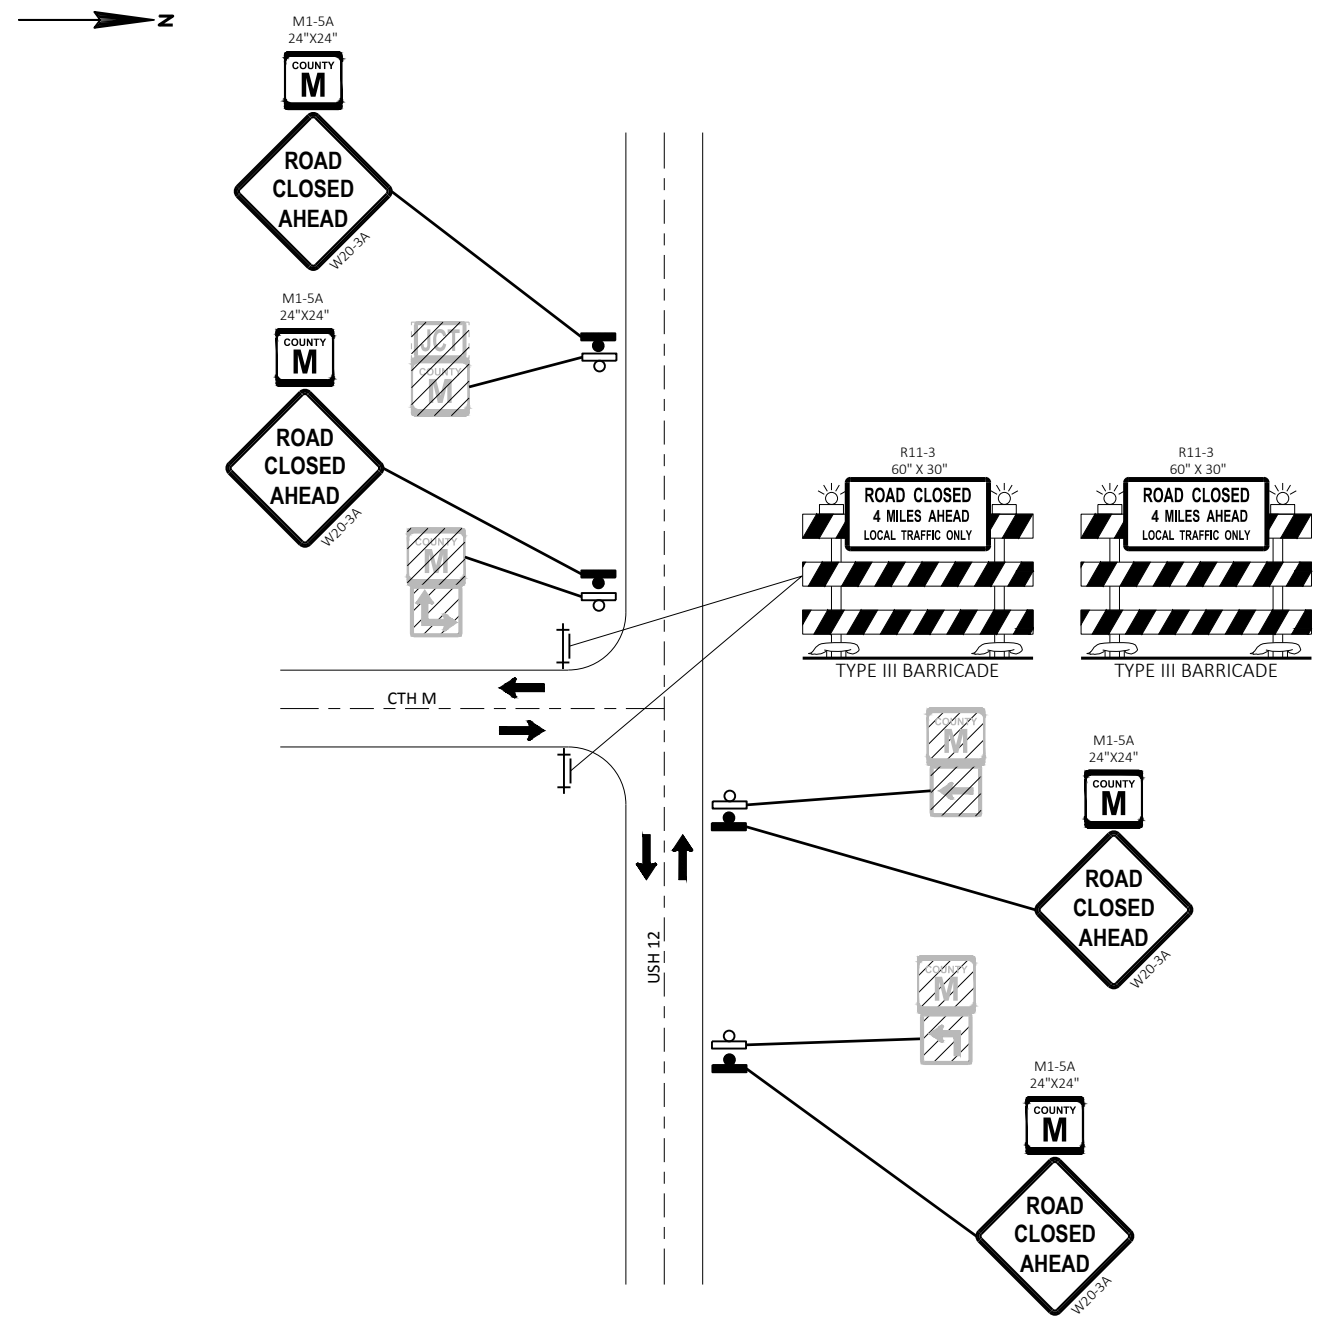 N
M1-5A
24"X24"
COUNTY
M
ROAD
CLOSED
AHEAD
W20-3A
M1-5A
24"X24"
COUNTY
M
ROAD
CLOSED
AHEAD
W20-3A
JCT
COUNTY
M
COUNTY
M
R11-3
60" X 30"
ROAD CLOSED
4 MILES AHEAD
LOCAL TRAFFIC ONLY
TYPE III BARRICADE
R11-3
60" X 30"
ROAD CLOSED
4 MILES AHEAD
LOCAL TRAFFIC ONLY
TYPE III BARRICADE
CTH M
USH 12
COUNTY
M
M1-5A
24"X24"
COUNTY
M
ROAD
CLOSED
AHEAD
W20-3A
COUNTY
M
M1-5A
24"X24"
COUNTY
M
ROAD
CLOSED
AHEAD
W20-3A